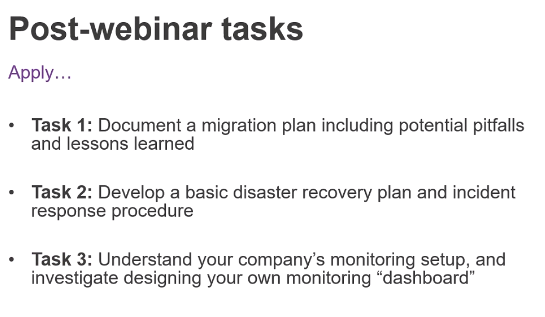 Post-webinar tasks
Apply…
• Task 1: Document a migration plan including potential pitfalls
and lessons learned
• Task 2: Develop a basic disaster recovery plan and incident
response procedure
• Task 3: Understand your company’s monitoring setup, and
investigate designing your own monitoring “dashboard”